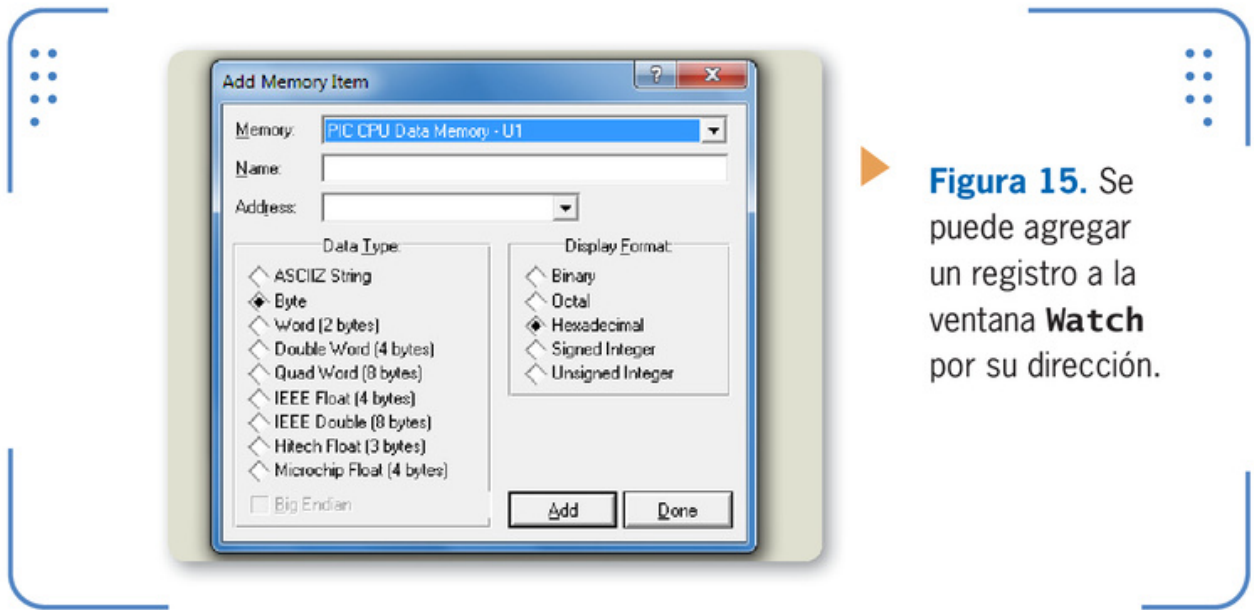 Add Memory Item
Memory: PIC CPU Data Memory - U1
Name:
Address:
Data Type:
ASCIIZ String
Byte
Word (2 bytes)
Double Word (4 bytes)
Quad Word (8 bytes)
IEEE Float (4 bytes)
IEEE Double (8 bytes)
Hitech Float (3 bytes)
Microchip Float (4 bytes)
Big Endian
Display Format:
Binary
Octal
Hexadecimal
Signed Integer
Unsigned Integer
Add
Done
Figura 15. Se
puede agregar
un registro a la
ventana Watch
por su dirección.